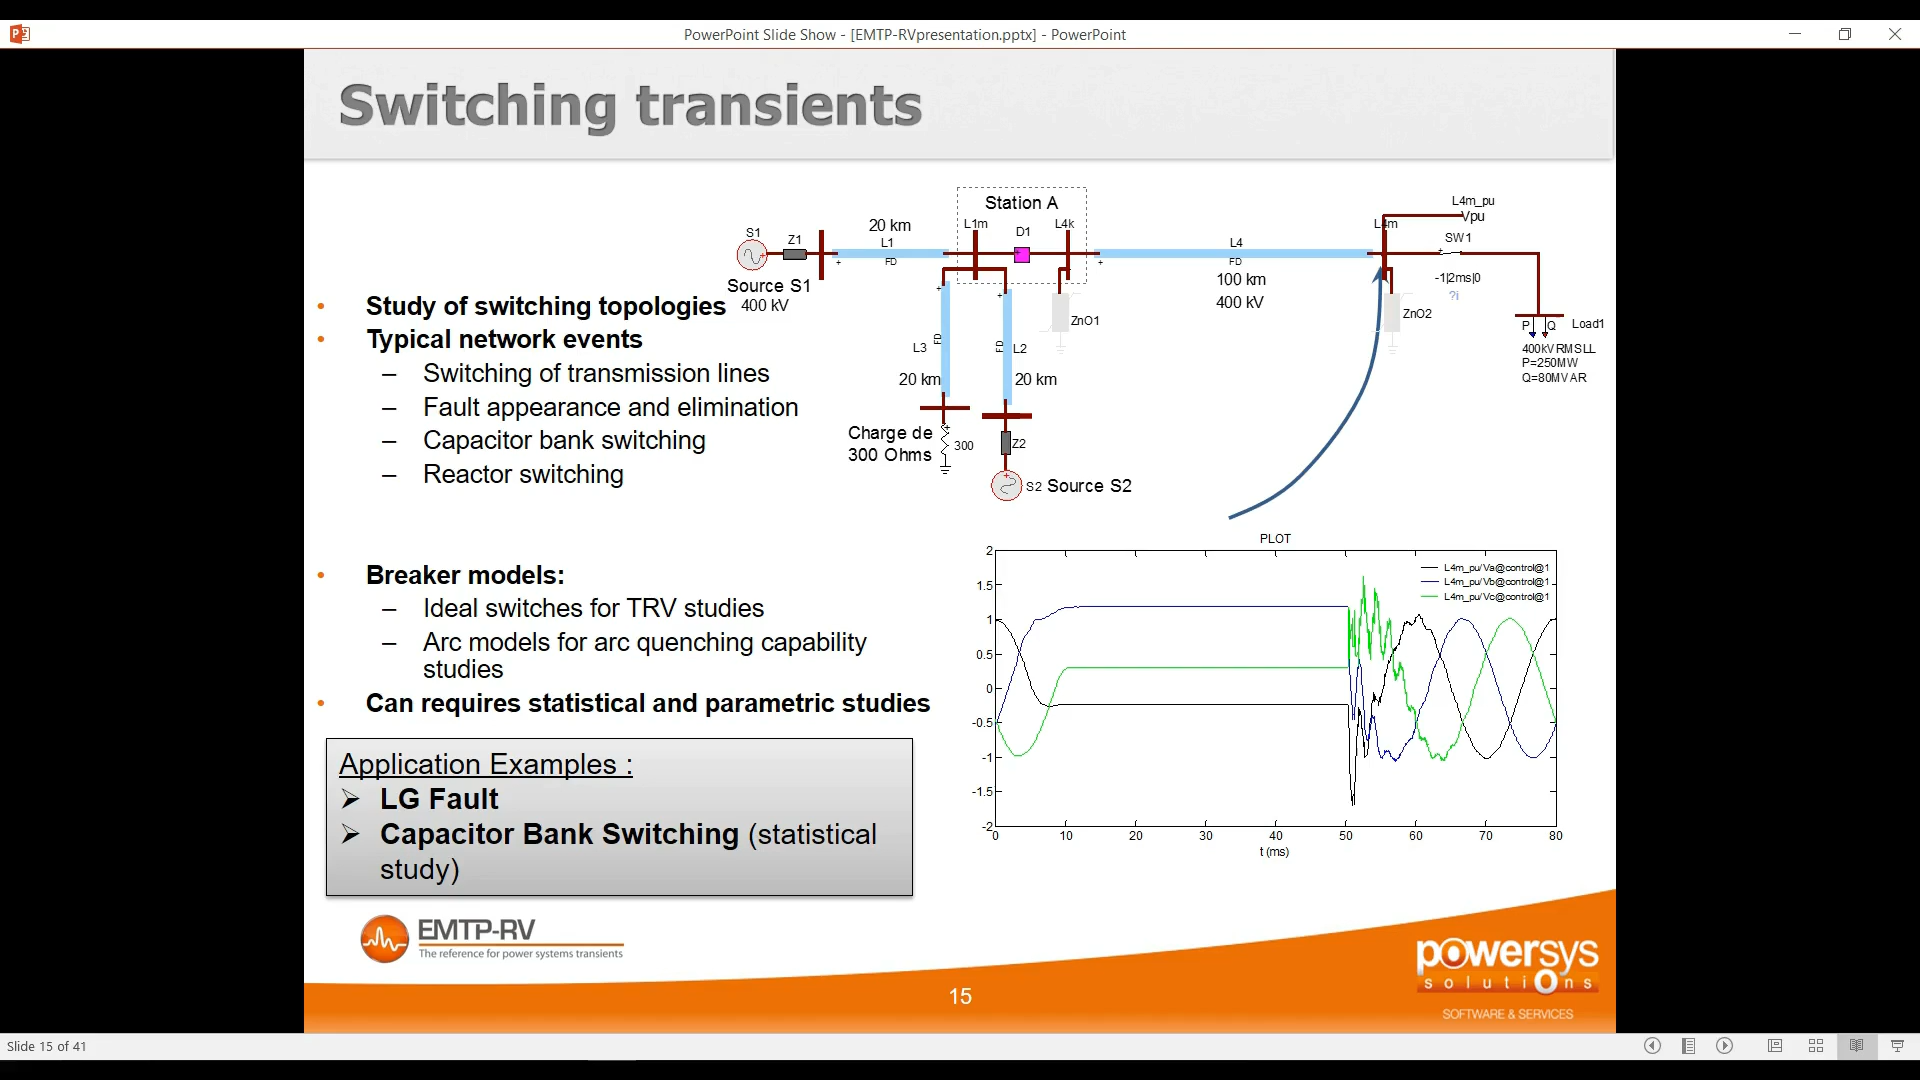 PowerPoint Slide Show - [EMTP-RVpresentation.pptx] - PowerPoint
Switching transients
• Study of switching topologies
• Typical network events
– Switching of transmission lines
– Fault appearance and elimination
– Capacitor bank switching
– Reactor switching
• Breaker models:
– Ideal switches for TRV studies
– Arc models for arc quenching capability
studies
• Can requires statistical and parametric studies
Application Examples :
➢ LG Fault
➢ Capacitor Bank Switching (statistical
study)
Station A
S1
Z1
Source S1
400 kV
20 km
L1
FD
L1m
D1
L4k
L4
FD
100 km
400 kV
L4m
L4m_pu
Vpu
SW1
-1|2ms|0
?i
ZnO1
ZnO2
P Q
Load1
400kVRMSLL
P=250MW
Q=80MVAR
L3
FD
20 km
FD
L2
20 km
Charge de
300 Ohms
300
Z2
S2 Source S2
PLOT
L4m_pu/Va@control@1
L4m_pu/Vb@control@1
L4m_pu/Vc@control@1
2
1.5
1
0.5
0
-0.5
-1
-1.5
-2
0 10 20 30 40 50 60 70 80
t (ms)
EMTP-RV
The reference for power systems transients
15
powersys
solutiOns
SOFTWARE & SERVICES
Slide 15 of 41